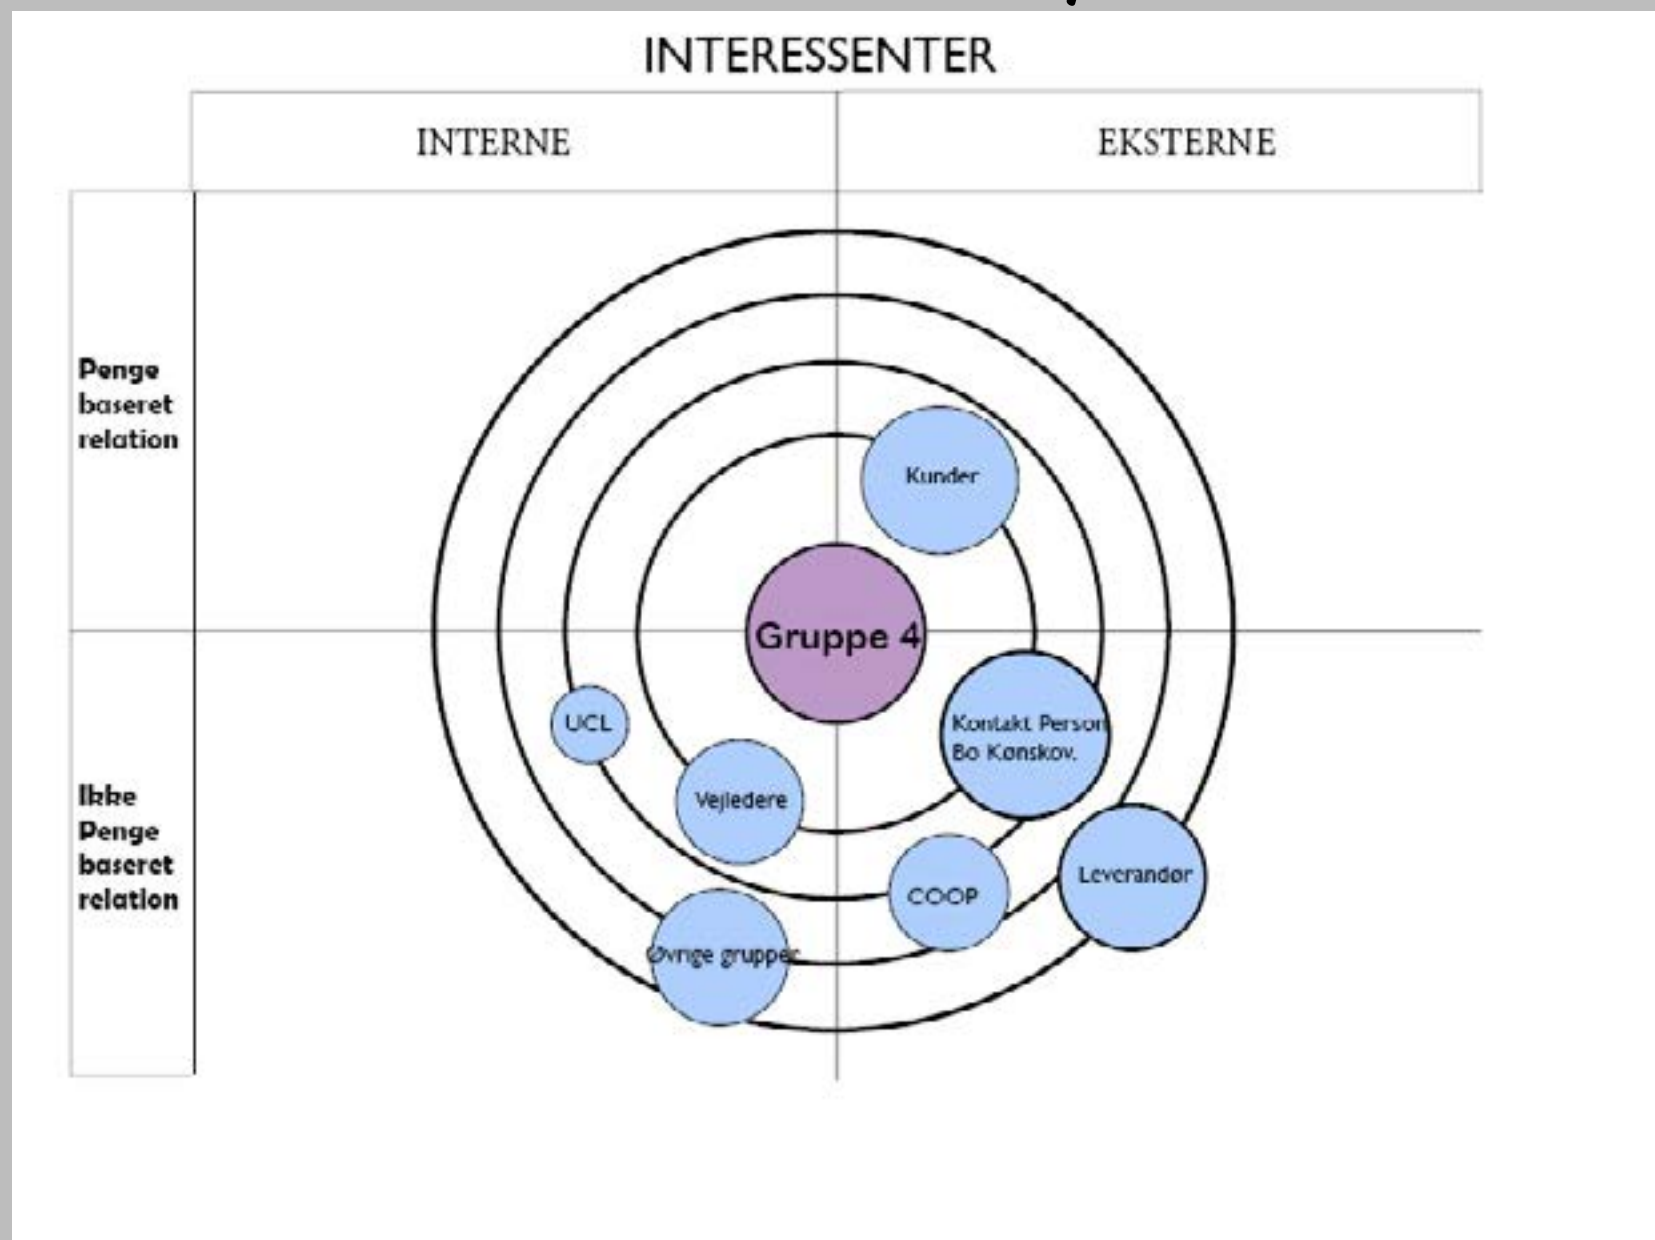 INTERESSENTER
INTERNE
EKSTERNE
Penge
baseret
relation
Kunder
Gruppe 4
UCL
Kontakt Person
Bo Kønskov.
Vejledere
Ikke
Penge
baseret
relation
Leverandør
COOP
Øvrige grupper